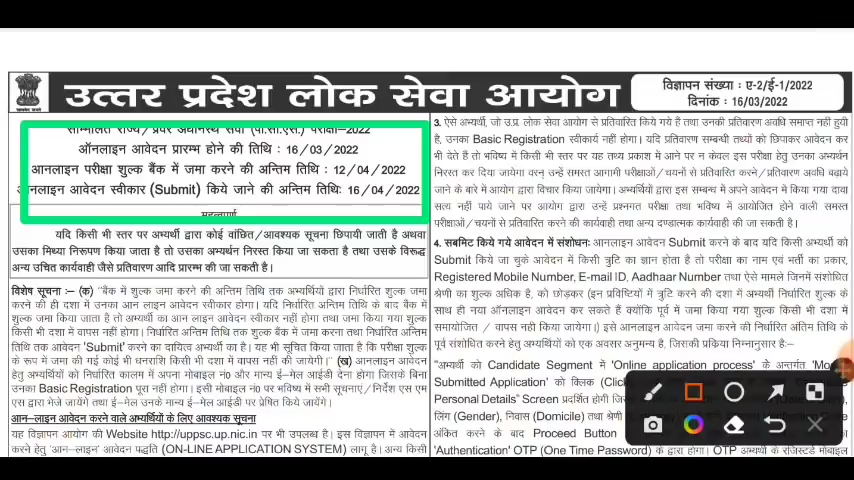 उत्तर प्रदेश लोक सेवा आयोग
विज्ञापन संख्या : ए-2/ई-1/2022
दिनांक : 16/03/2022
सम्मिलित राज्य/प्रवर अधीनस्थ सेवा (पी०सी०एस०) परीक्षा-2022
ऑनलाइन आवेदन प्रारम्भ होने की तिथि : 16/03/2022
आनलाइन परीक्षा शुल्क बैंक में जमा करने की अन्तिम तिथि : 12/04/2022
आनलाइन आवेदन स्वीकार (Submit) किये जाने की अन्तिम तिथि: 16/04/2022
महत्वपूर्ण
यदि किसी भी स्तर पर अभ्यर्थी द्वारा कोई वांछित/आवश्यक सूचना छिपायी जाती है अथवा
उसका मिथ्या निरूपण किया जाता है तो उसका अभ्यर्थन निरस्त किया जा सकता है तथा उसके विरूद्ध
अन्य उचित कार्यवाही जैसे प्रतिवारण आदि प्रारम्भ की जा सकती है।
विशेष सूचना :- (क) "बैंक में शुल्क जमा करने की अन्तिम तिथि तक अभ्यर्थियों द्वारा निर्धारित शुल्क जमा
करने की ही दशा में उनका आन लाइन आवेदन स्वीकार होगा। यदि निर्धारित अन्तिम तिथि के बाद बैंक में
शुल्क जमा किया जाता है तो अभ्यर्थी का आन लाइन आवेदन स्वीकार नहीं होगा तथा जमा किया गया शुल्क
किसी भी दशा में वापस नहीं होगा। निर्धारित अन्तिम तिथि तक शुल्क बैंक में जमा करना तथा निर्धारित अन्तिम
तिथि तक आवेदन 'Submit' करने का दायित्व अभ्यर्थी का है। यह भी सूचित किया जाता है कि परीक्षा शुल्क
के रूप में जमा की गई कोई भी धनराशि किसी भी दशा में वापस नहीं की जायेगी।" (ख) आनलाइन आवेदन
हेतु अभ्यर्थियों को निर्धारित कालम में अपना मोबाइल नं0 और मान्य ई-मेल आईडी देना होगा जिसके बिना
उनका Basic Registration पूरा नहीं होगा। इसी मोबाइल नं0 पर भविष्य में सभी सूचनाएं/निर्देश एस एम
एस द्वारा भेजे जायेंगे तथा ई-मेल उनके मान्य ई-मेल आई.डी पर प्रेषित किये जायेंगे।
आन-लाइन आवेदन करने वाले अभ्यर्थियों के लिए आवश्यक सूचना
यह विज्ञापन आयोग की Website http://uppsc.up.nic.in पर भी उपलब्ध है। इस विज्ञापन में आवेदन
करने हेतु 'आन-लाइन' आवेदन पद्धति (ON-LINE APPLICATION SYSTEM) लागू है। अन्य किसी
3. ऐसे अभ्यर्थी, जो उ.प्र. लोक सेवा आयोग से प्रतिवारित किये गये है तथा उनकी प्रतिवारण अवधि समाप्त नही हुयी
है, उनका Basic Registration स्वीकार्य नहीं होगा। यदि प्रतिवारण सम्बन्धी तथ्यों को छिपाकर आवेदन कर
भी देते है तो भविष्य में किसी भी स्तर पर यह तथ्य प्रकाश में आने पर न केवल इस परीक्षा हेतु उनका अभ्यर्थन
निरस्त कर दिया जायेगा वरन् उन्हें समस्त आगामी परीक्षाओं/चयनों से प्रतिवारित करने/प्रतिवारण अवधि बढ़ाये
जाने के बारे में आयोग द्वारा विचार किया जायेगा। अभ्यर्थियों द्वारा इस सम्बन्ध में अपने आवेदन में किया गया दावा
सत्य नहीं पाये जाने पर आयोग द्वारा उन्हें प्रश्नगत परीक्षा तथा भविष्य में आयोजित होने वाली समस्त
परीक्षाओं/चयनों से प्रतिवारित करने की कार्यवाही तथा अन्य दण्डात्मक कार्यवाही की जा सकती है।
4. सबमिट किये गये आवेदन में संशोधन: आनलाइन आवेदन Submit करने के बाद यदि किसी अभ्यर्थी को
Submit किये जा चुके आवेदन में किसी त्रुटि का ज्ञान होता है तो परीक्षा का नाम एवं भर्ती का प्रकार,
Registered Mobile Number, E-mail ID, Aadhaar Number तथा ऐसे मामले जिनमें संशोधित
श्रेणी का शुल्क अधिक है, को छोड़कर (इन प्रविष्टियों में त्रुटि करने की दशा में अभ्यर्थी निर्धारित शुल्क के
साथ ही नया ऑनलाइन आवेदन कर सकते हैं क्योंकि पूर्व में जमा किया गया शुल्क किसी भी दशा में
समायोजित / वापस नही किया जायेगा।) इसे आनलाइन आवेदन जमा करने की निर्धारित अंतिम तिथि के
पूर्व संशोधित करने हेतु अभ्यर्थियों को एक अवसर अनुमन्य है, जिसकी प्रक्रिया निम्नानुसार है:-
"अभ्यर्थी को Candidate Segment में 'Online application process' के अन्तर्गत
Submitted Application' को क्लिक
Personal Details" Screen प्रदर्शित होगी
लिंग (Gender), निवास (Domicile) तथा श्रेणी
अंकित करने के बाद Proceed Button
'Authentication' OTP (One Time Password) के द्वारा होगा। OTP अभ्यर्थी के रजिस्टर्ड मोबाइल